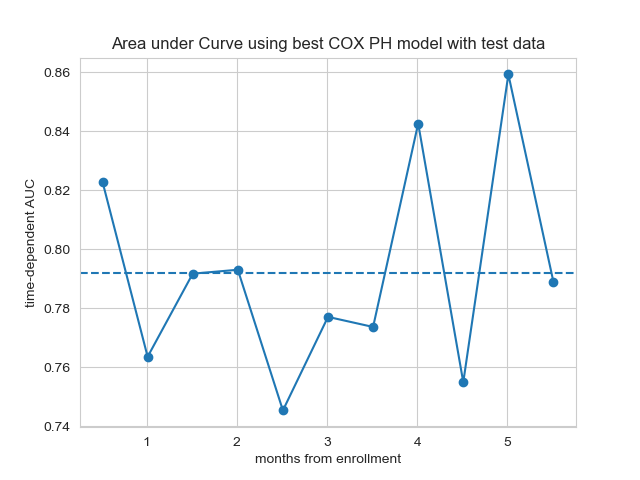 Area under Curve using best COX PH model with test data
0.86
0.84
0.82
0.80
0.78
0.76
0.74
time-dependent AUC
1 2 3 4 5
months from enrollment